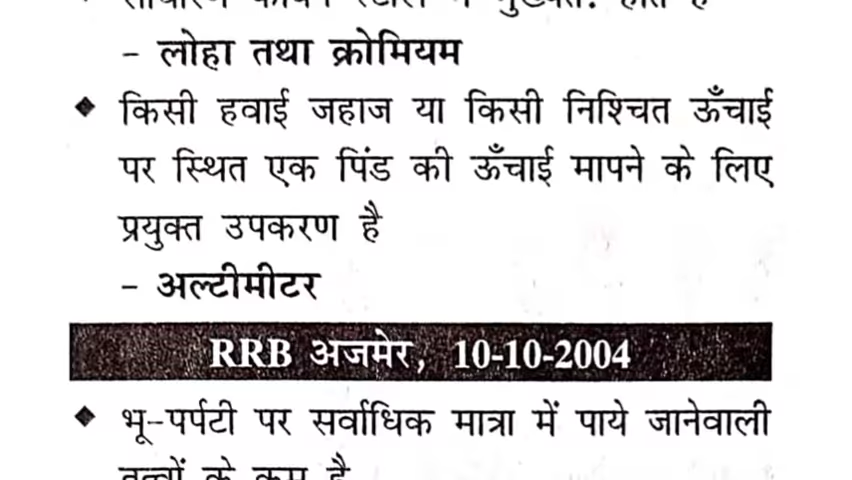 - लोहा तथा क्रोमियम
◆ किसी हवाई जहाज या किसी निश्चित ऊँचाई
पर स्थित एक पिंड की ऊँचाई मापने के लिए
प्रयुक्त उपकरण है
- अल्टीमीटर
RRB अजमेर, 10-10-2004
◆ भू-पर्पटी पर सर्वाधिक मात्रा में पाये जानेवाली